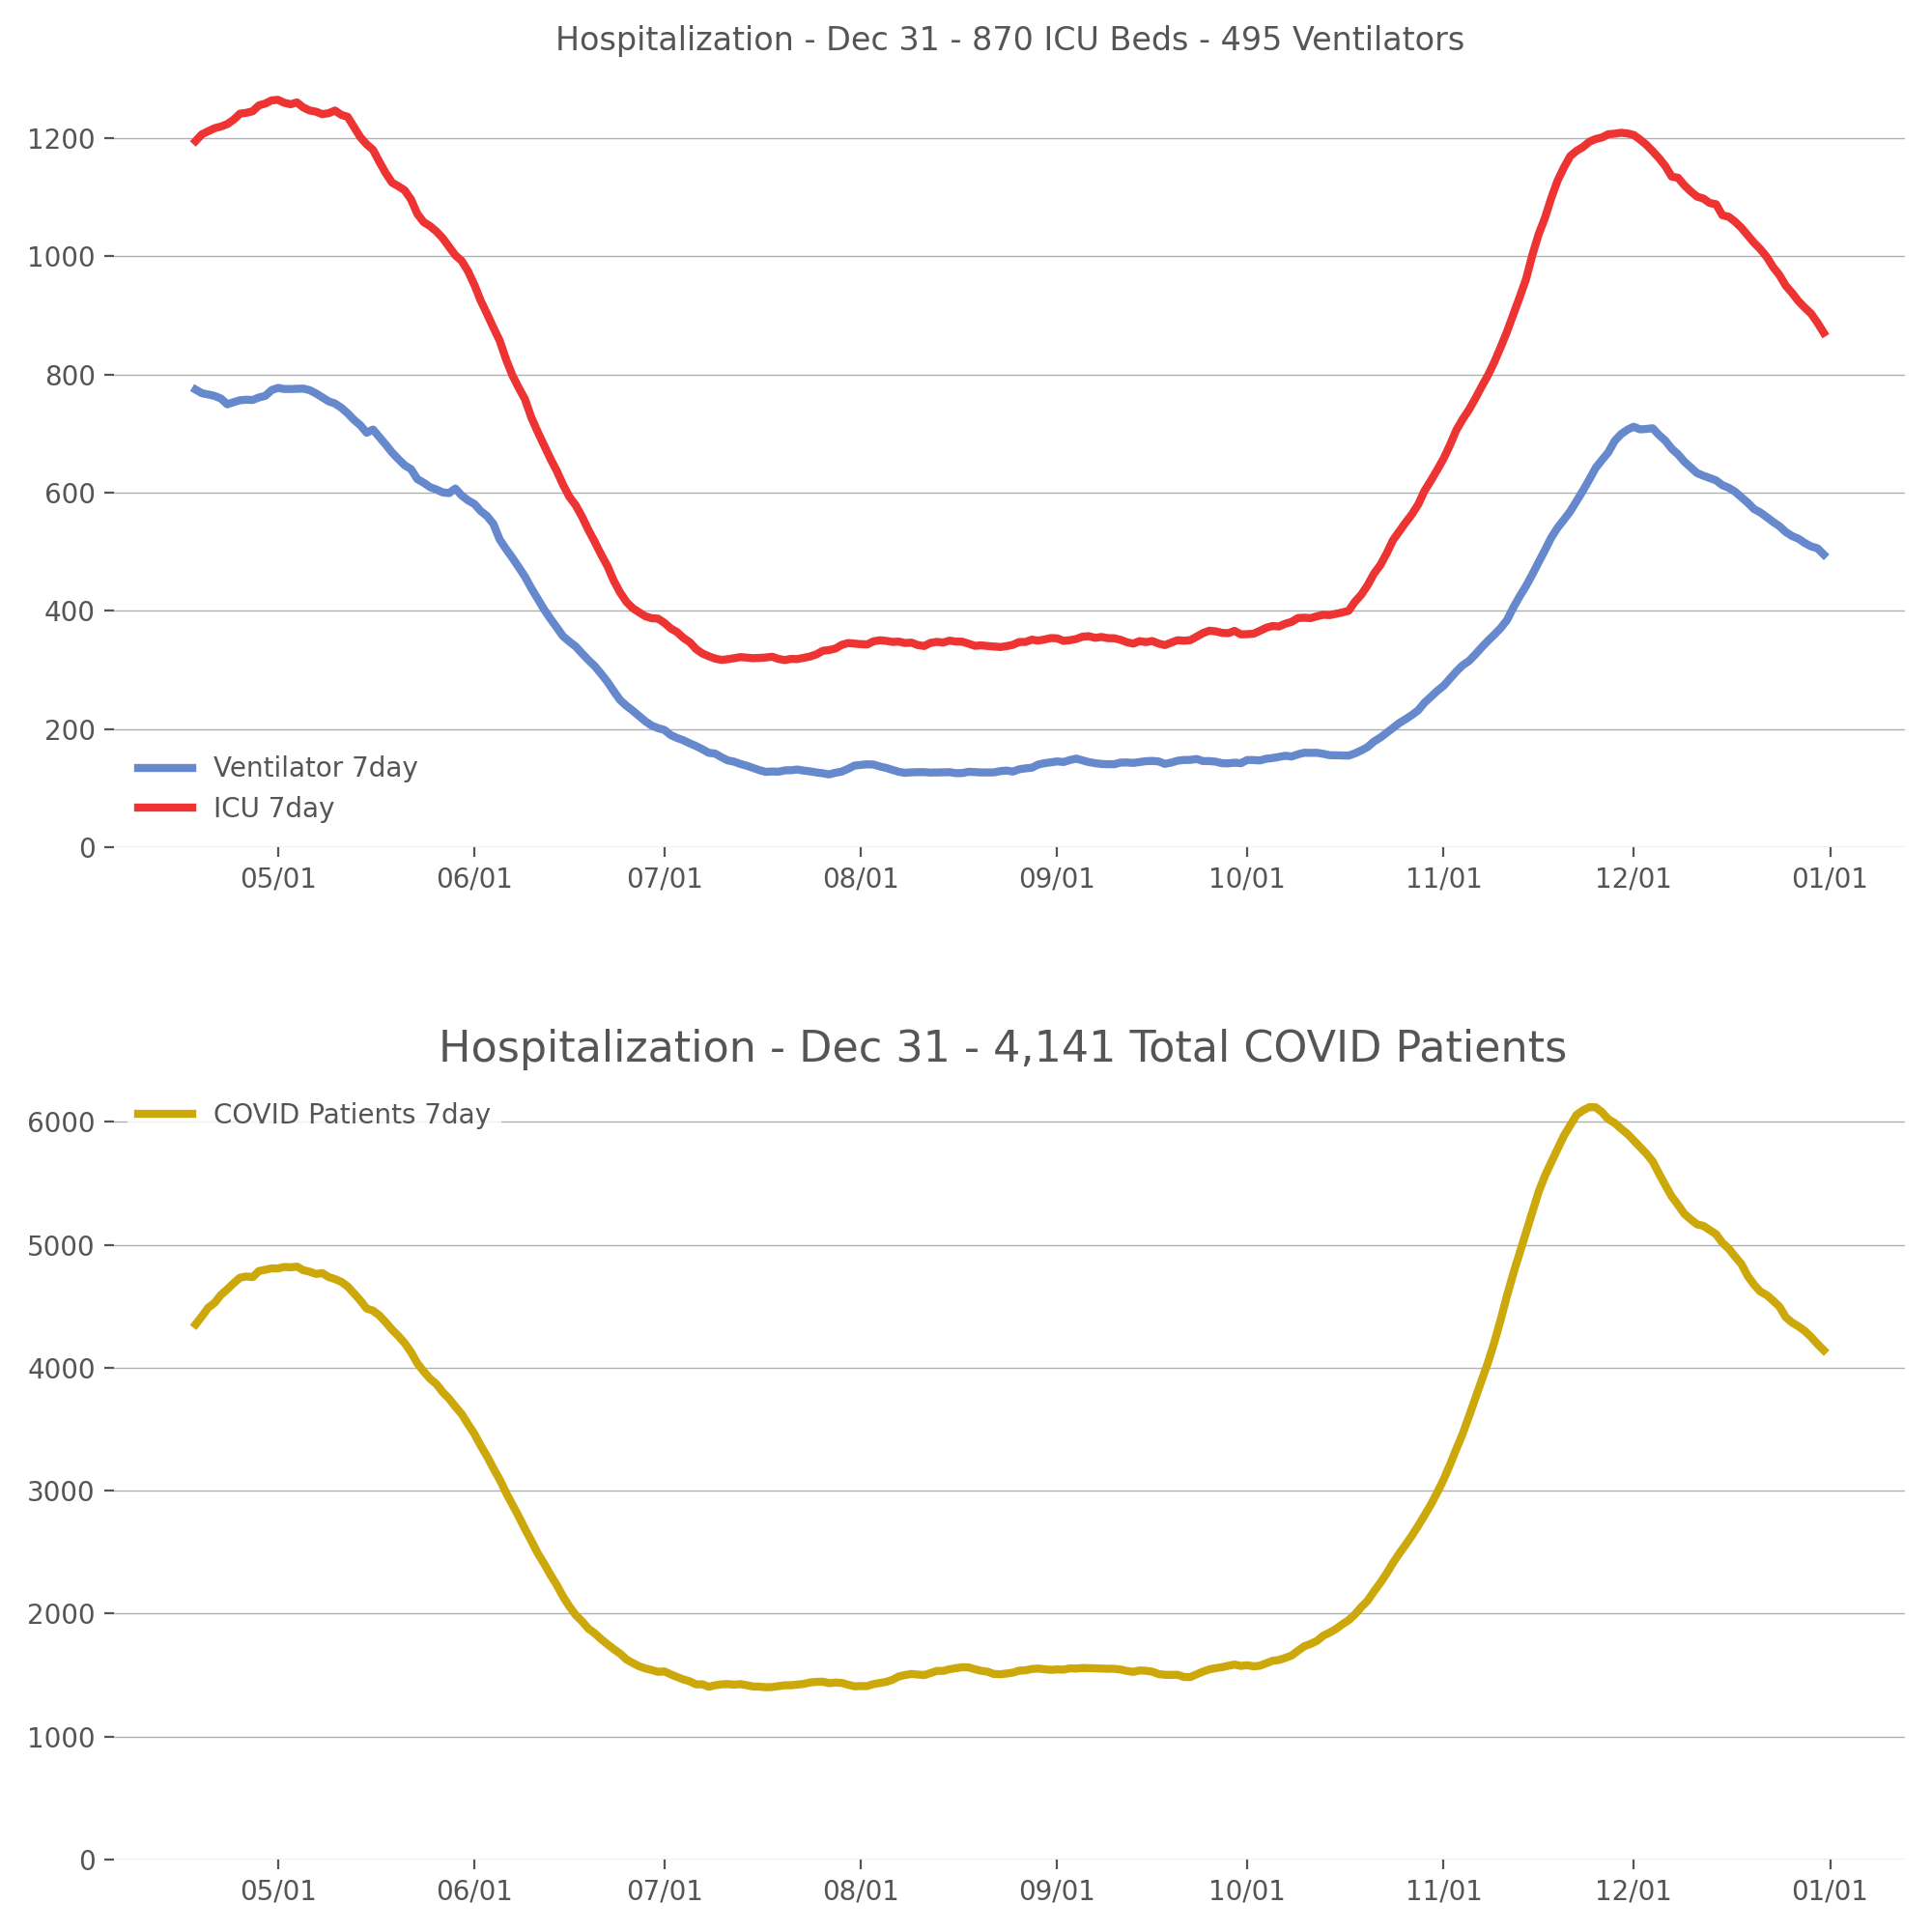 Hospitalization - Dec 31 - 870 ICU Beds - 495 Ventilators
1200
1000
800
600
400
200
0
Ventilator 7day
ICU 7day
05/01 06/01 07/01 08/01 09/01 10/01 11/01 12/01 01/01
Hospitalization - Dec 31 - 4,141 Total COVID Patients
COVID Patients 7day
6000
5000
4000
3000
2000
1000
0
05/01 06/01 07/01 08/01 09/01 10/01 11/01 12/01 01/01